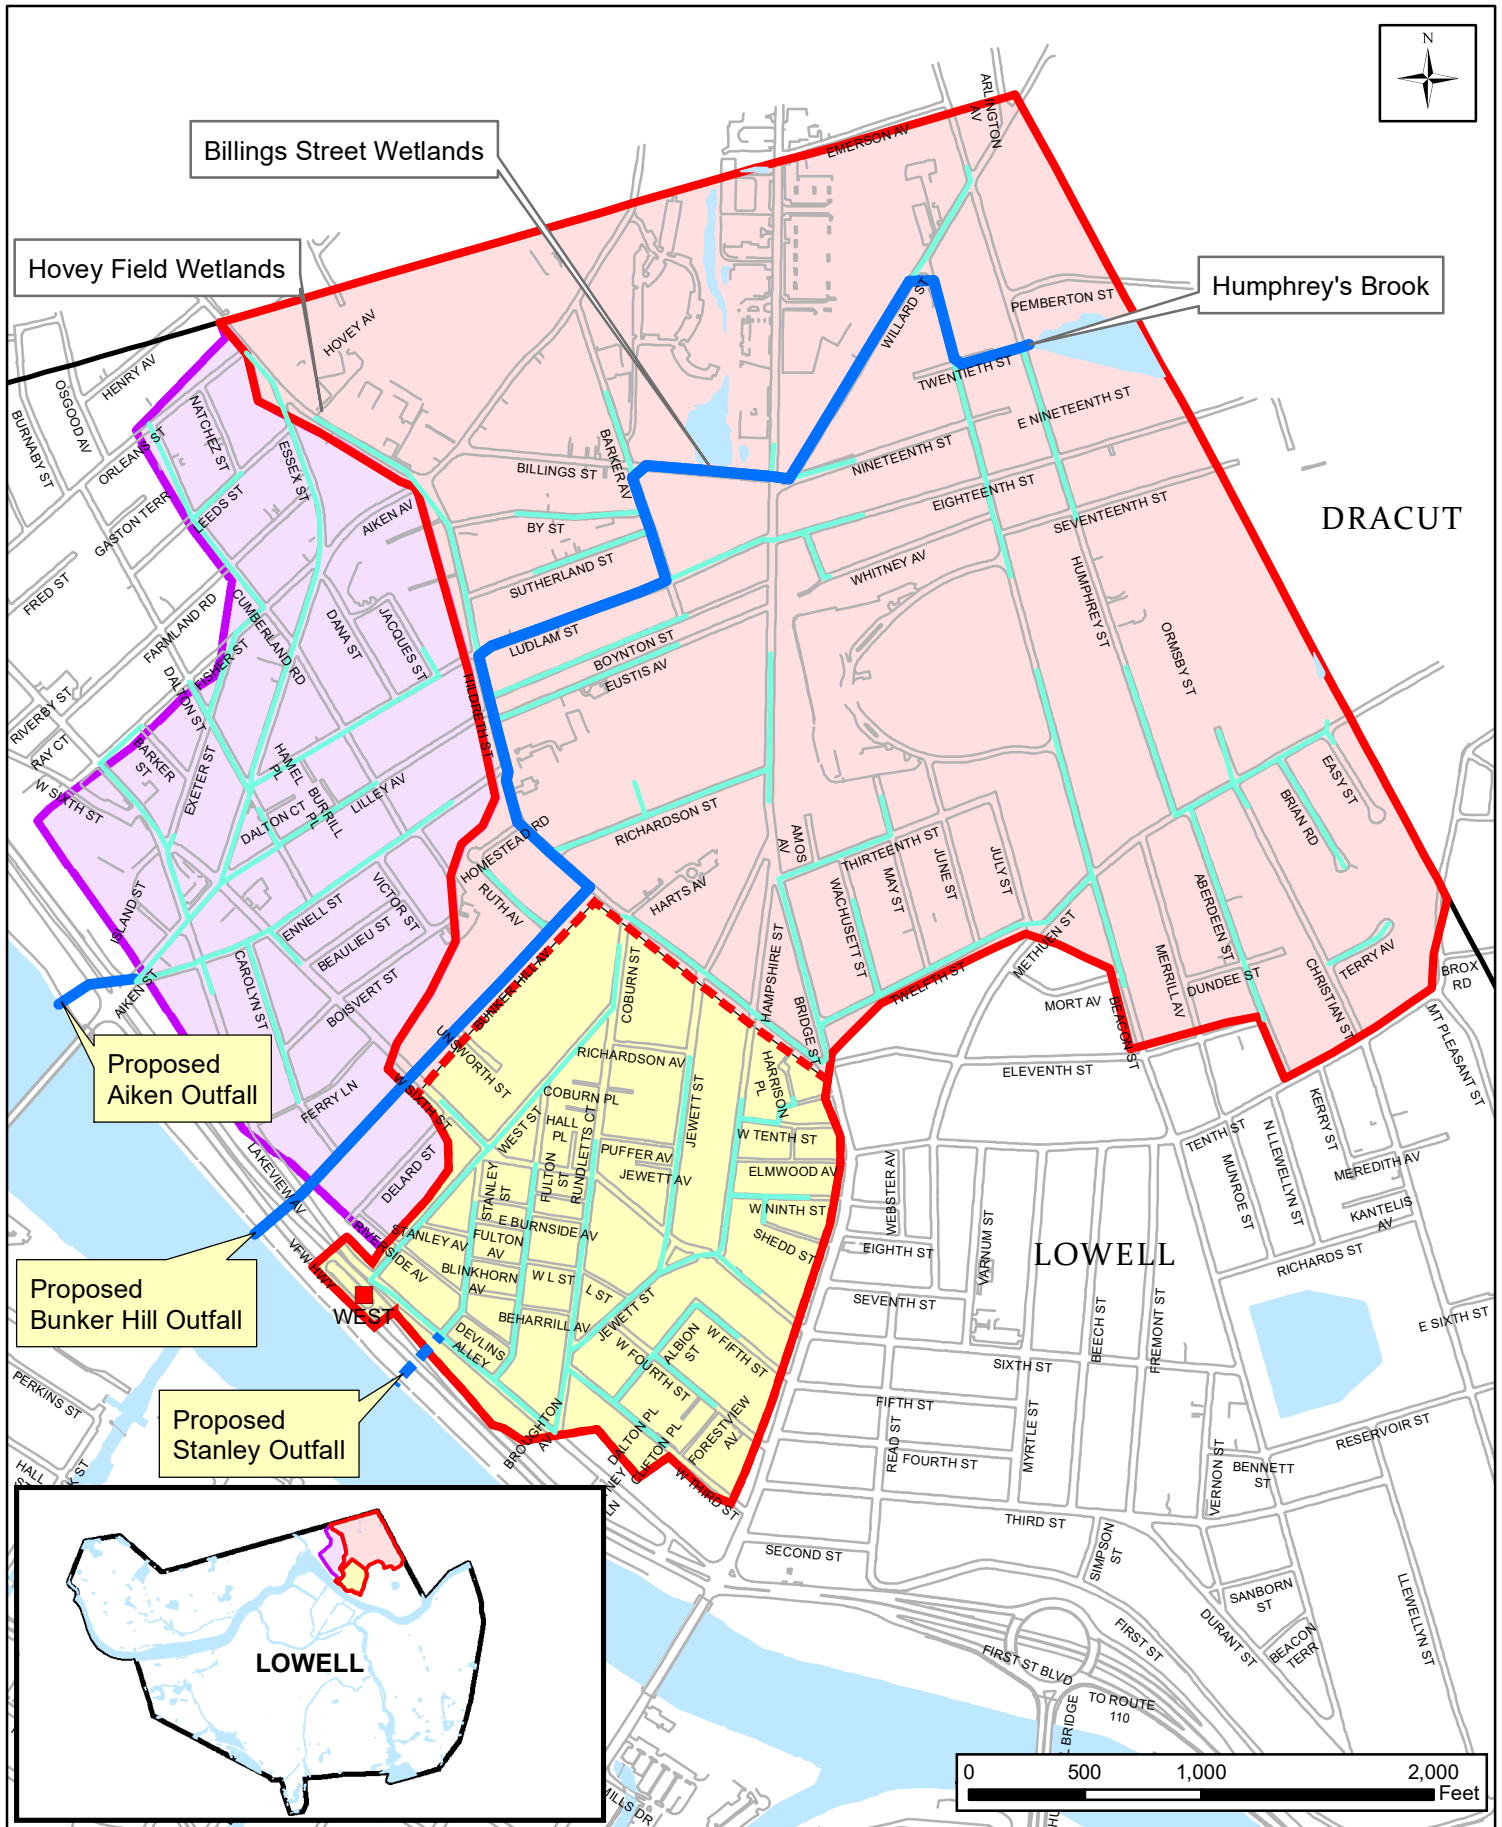 N
ARLINGTON
AV
EMERSON AV
Billings Street Wetlands
Hovey Field Wetlands
Humphrey's Brook
PEMBERTON ST
HOVEY AV
WILLARD ST
TWENTIETH ST
HENRY AV
OSGOOD AV
BURNABY ST
NATCHEZ ST
ORLEANS ST
ESSEX ST
E NINETEENTH ST
NINETEENTH ST
BARKER AV
BILLINGS ST
LEEDS ST
GASTON TERR
AIKEN AV
EIGHTEENTH ST
SEVENTEENTH ST
DRACUT
BY ST
SUTHERLAND ST
WHITNEY AV
FRED ST
FARMLAND RD
CUMBERLAND RD
DANA ST
JACQUES ST
HUMPHREY ST
ORMSBY ST
LUDLAM ST
BOYNTON ST
EUSTIS AV
FISHER ST
DALTON ST
HILDRETH ST
RIVERBY ST
RAY CT
BARKER
ST
W SIXTH ST
EXETER ST
HAMEL
PL
BURRILL
PL
LILLEY AV
DALTON CT
EASY ST
BRIAN RD
HOMESTEAD RD
RICHARDSON ST
AMOS
AV
THIRTEENTH ST
JUNE ST
JULY ST
MAY ST
WACHUSETT ST
HARTS AV
RUTH AV
VICTOR ST
ENNELL ST
BEAULIEU ST
ISLAND ST
ABERDEEN ST
METHUEN ST
TERRY AV
CHRISTIAN ST
MERRILL AV
DUNDEE ST
BROX
RD
MT PLEASANT ST
HAMPSHIRE ST
BRIDGE ST
TWELFTH ST
MORT AV
BEACON ST
COBURN ST
BUNKER HILL AV
CAROLYN ST
BOISVERT ST
AIKEN ST
UNSWORTH ST
Proposed
Aiken Outfall
RICHARDSON AV
HARRISON
PL
ELEVENTH ST
FERRY LN
W SIXTH ST
COBURN PL
JEWETT ST
KERRY ST
N LLEWELLYN ST
TENTH ST
MUNROE ST
MEREDITH AV
KANTELIS
AV
WEST ST
HALL
PL
W TENTH ST
PUFFER AV
RUNDLETTS CT
FULTON
ST
JEWETT AV
ELMWOOD AV
WEBSTER AV
DELARD ST
STANLEY
ST
W NINTH ST
LAKEVIEW AV
RIVERSIDE AV
STANLEY AV
E BURNSIDE AV
FULTON
AV
SHEDD ST
EIGHTH ST
VARNUM ST
LOWELL
RICHARDS ST
VFW HWY
BLINKHORN
AV
W L ST
L ST
Proposed
Bunker Hill Outfall
WEST
BEHARRILL AV
JEWETT ST
SEVENTH ST
BEECH ST
FREMONT ST
E SIXTH ST
DEVLINS
ALLEY
ALBION
ST
W FIFTH ST
W FOURTH ST
SIXTH ST
PERKINS ST
Proposed
Stanley Outfall
FIFTH ST
MYRTLE ST
READ ST
FOURTH ST
RESERVOIR ST
BROUGHTON
AV
DALTON PL
CLIFTON PL
FORESTVIEW
AV
W THIRD ST
HALL
VERNON ST
BENNETT
ST
THIRD ST
SECOND ST
SIMPSON
ST
SANBORN
ST
LLEWELLYN ST
DURANT ST
BEACON
TERR
FIRST ST
FIRST ST BLVD
TO ROUTE
110
BRIDGE
LOWELL
MILLS DR
0
500
1,000
2,000
Feet